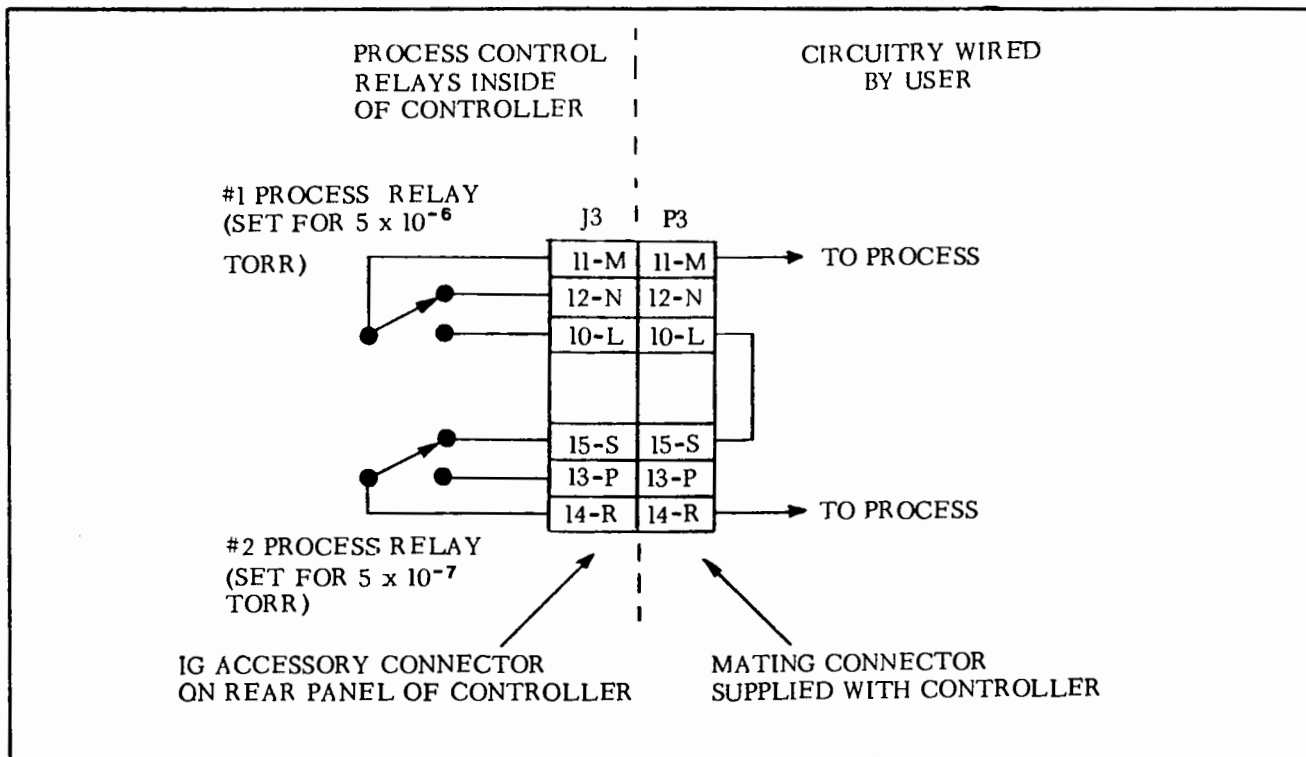 PROCESS CONTROL
RELAYS INSIDE
OF CONTROLLER
CIRCUITRY WIRED
BY USER
#1 PROCESS RELAY
(SET FOR 5 x 10⁻⁶
TORR)
J3 P3
11-M 11-M TO PROCESS
12-N 12-N
10-L 10-L
15-S 15-S
13-P 13-P
14-R 14-R TO PROCESS
#2 PROCESS RELAY
(SET FOR 5 x 10⁻⁷
TORR)
IG ACCESSORY CONNECTOR
ON REAR PANEL OF CONTROLLER
MATING CONNECTOR
SUPPLIED WITH CONTROLLER